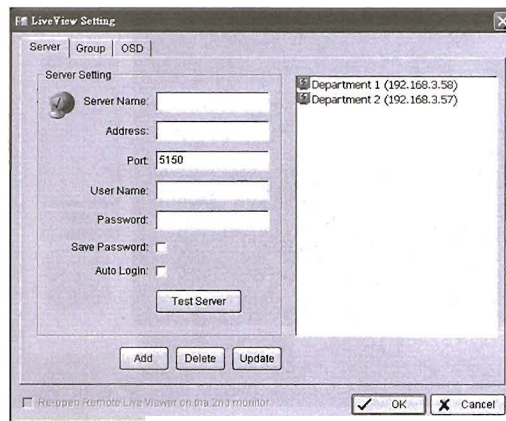 LiveView Setting
Server Group OSD
Server Setting
Server Name:
Address:
Port: 5150
User Name:
Password:
Save Password:
Auto Login:
Test Server
Add Delete Update
Department 1 (192.168.3.58)
Department 2 (192.168.3.57)
Re-open Remote Live Viewer on the 2nd monitor
OK Cancel